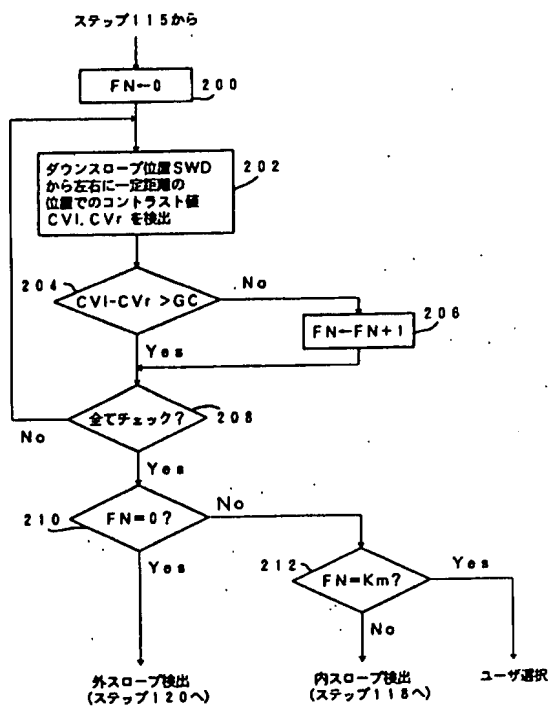 ステップ115から
FN←0
200
ダウンスロープ位置SWD
から左右に一定距離の
位置でのコントラスト値
CVl, CVr を検出
202
204
CVl-CVr >GC
No
FN←FN+1
206
Yes
全てチェック?
208
No
Yes
210
FN=0?
No
Yes
212
FN=Km?
Yes
No
外スロープ検出
(ステップ120へ)
内スロープ検出
(ステップ118へ)
ユーザ選択